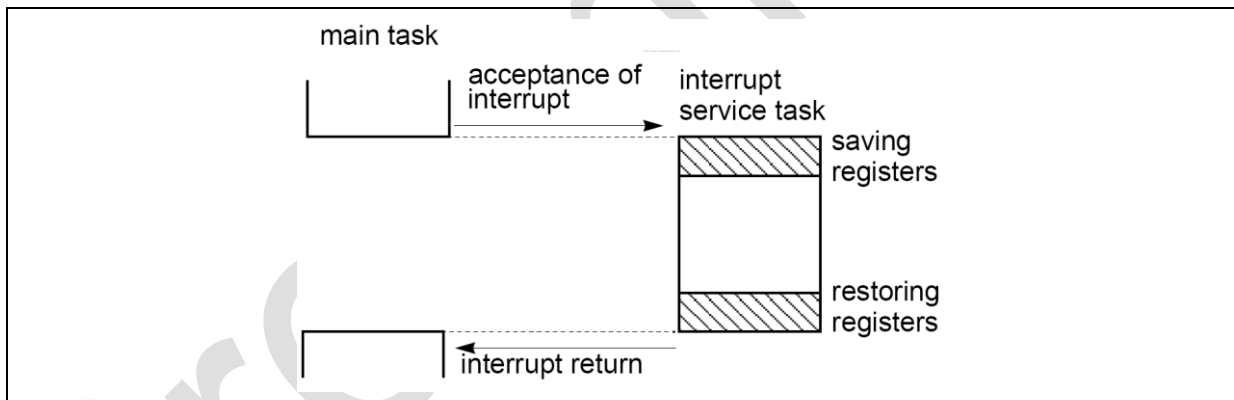 main task
acceptance of
interrupt
interrupt
service task
saving
registers
restoring
registers
interrupt return